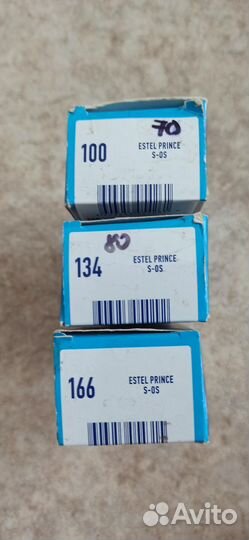 70
100
ESTEL PRINCE
S-OS
80
134
ESTEL PRINCE
S-OS
166
ESTEL PRINCE
S-OS
Avito